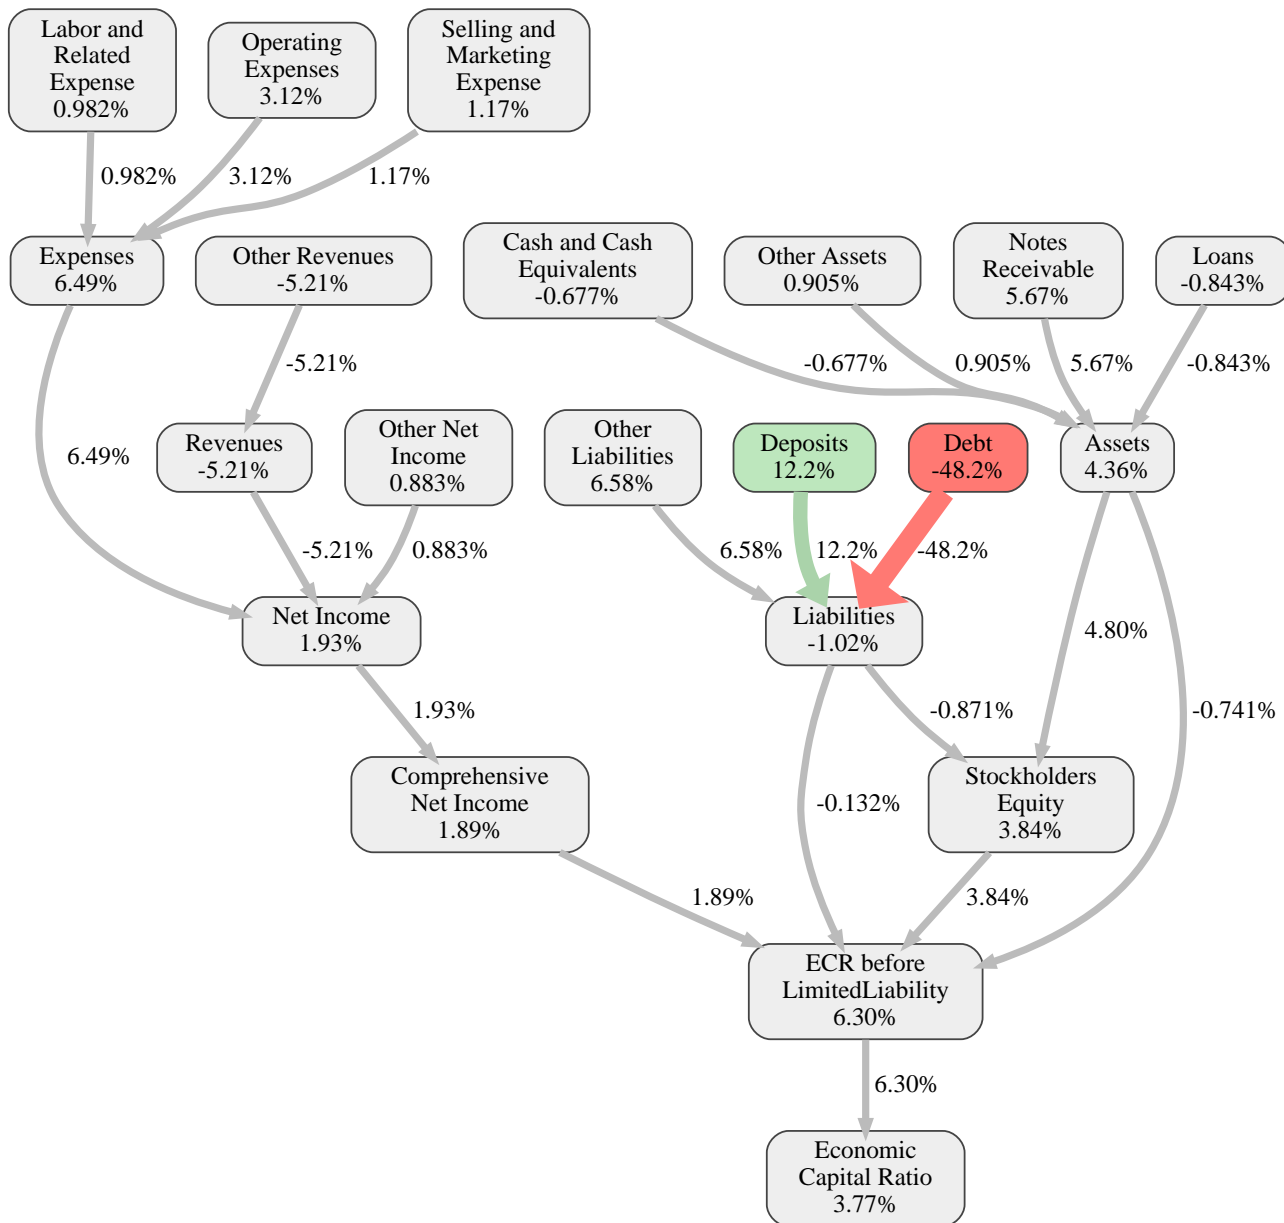 Labor and
Related
Expense
0.982%
Operating
Expenses
3.12%
Selling and
Marketing
Expense
1.17%
0.982%
3.12%
1.17%
Expenses
6.49%
Other Revenues
-5.21%
Cash and Cash
Equivalents
-0.677%
Other Assets
0.905%
Notes
Receivable
5.67%
Loans
-0.843%
-5.21%
-0.677%
0.905%
5.67%
-0.843%
6.49%
Revenues
-5.21%
Other Net
Income
0.883%
Other
Liabilities
6.58%
Deposits
12.2%
Debt
-48.2%
Assets
4.36%
-5.21%
0.883%
6.58%
12.2%
-48.2%
Net Income
1.93%
Liabilities
-1.02%
4.80%
1.93%
-0.871%
-0.741%
Comprehensive
Net Income
1.89%
-0.132%
Stockholders
Equity
3.84%
1.89%
3.84%
ECR before
LimitedLiability
6.30%
6.30%
Economic
Capital Ratio
3.77%